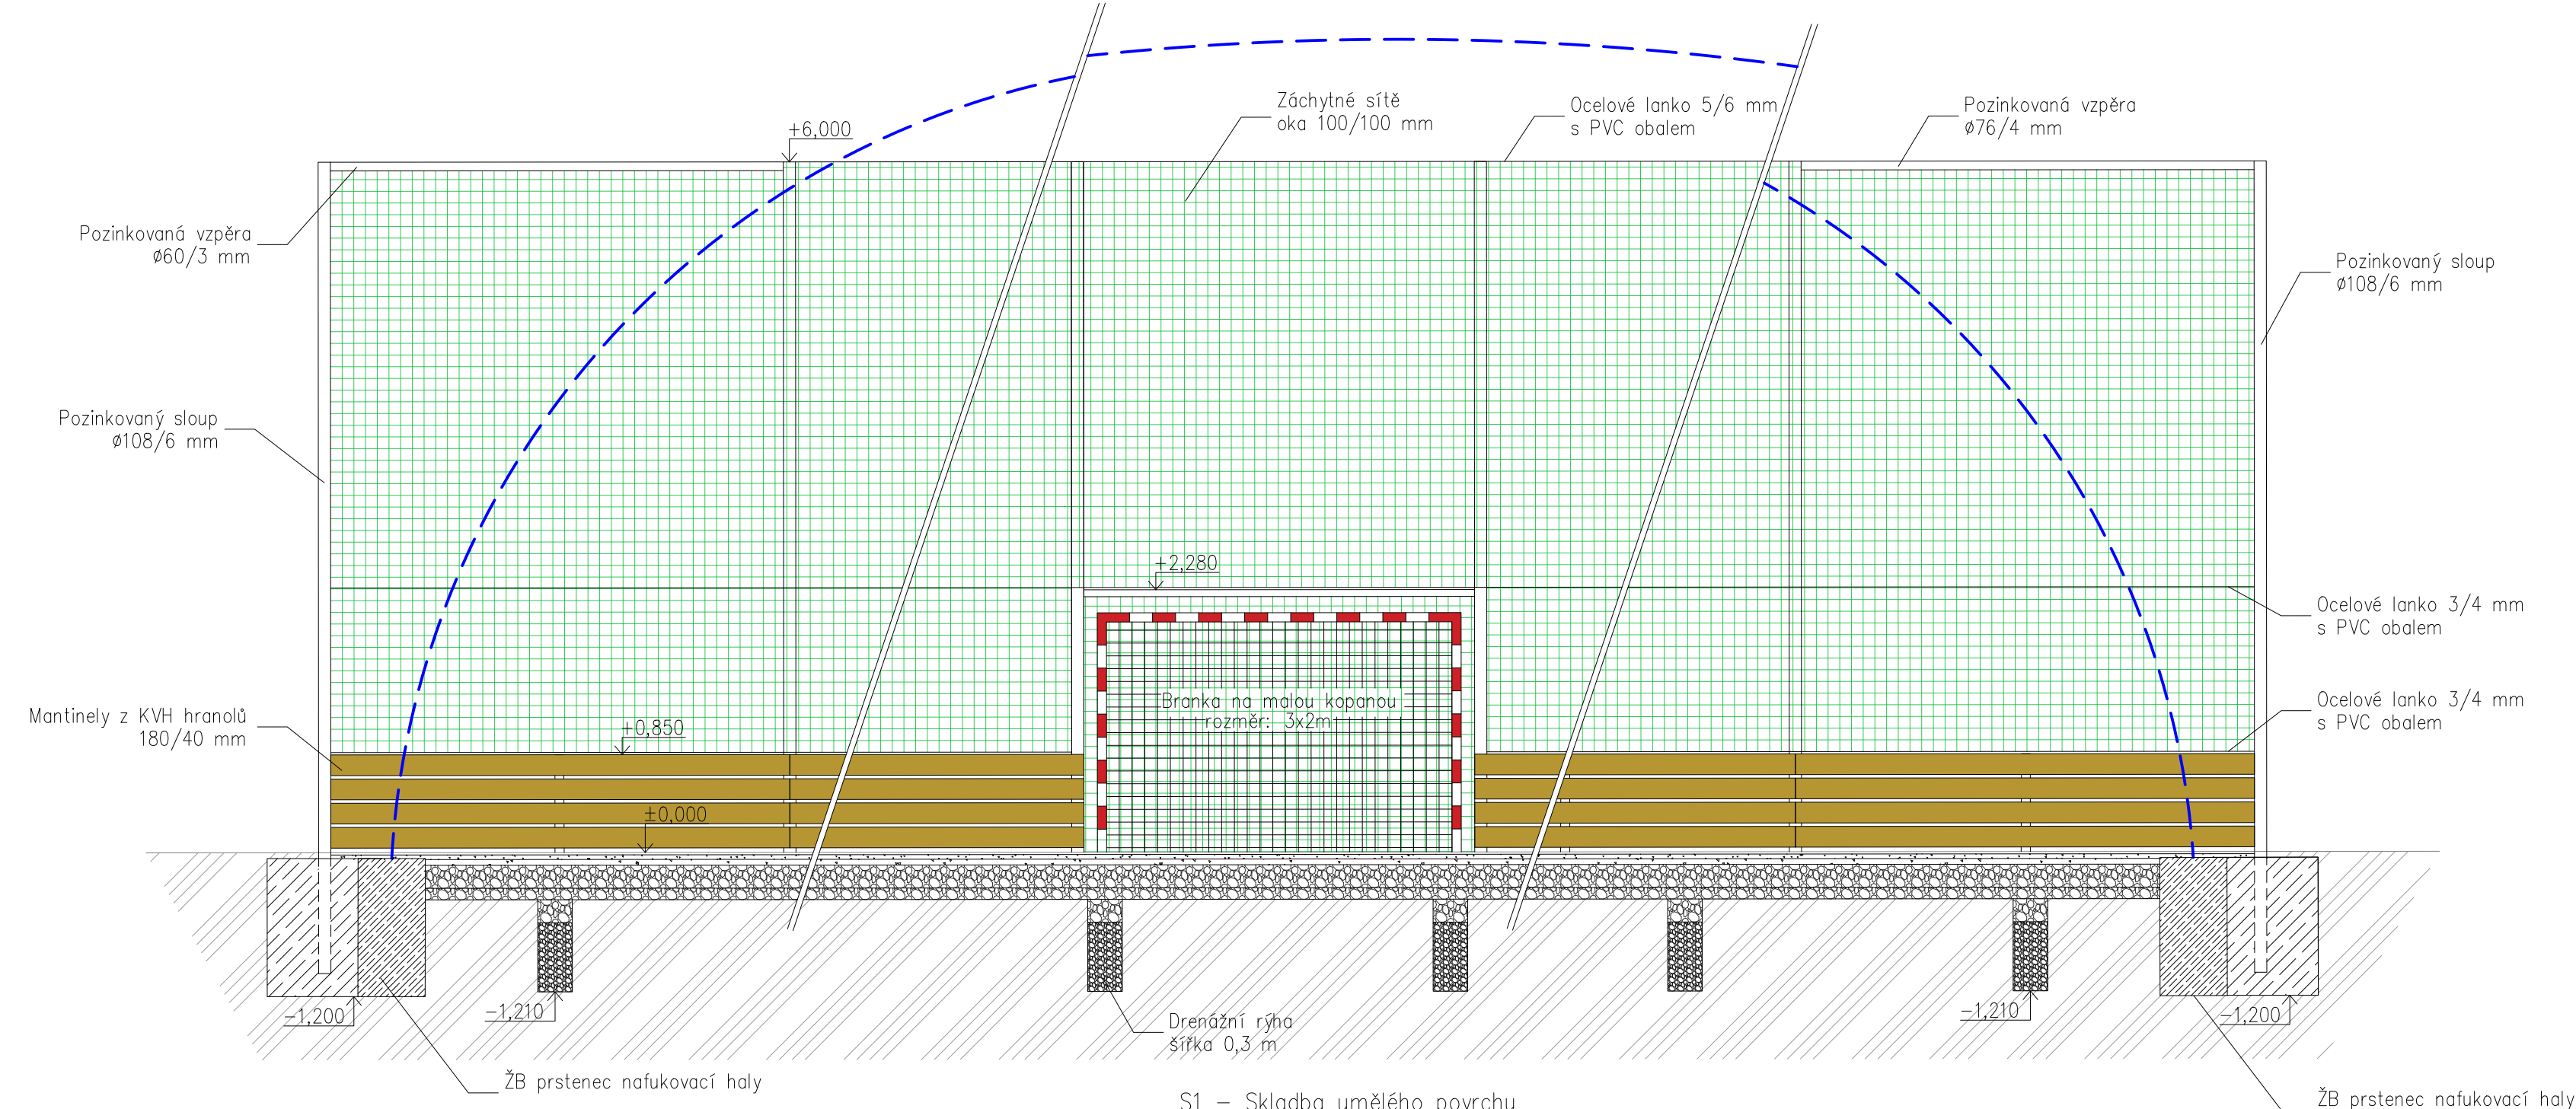 Záchytné sítě
oka 100/100 mm
Ocelové lanko 5/6 mm
s PVC obalem
Pozinkovaná vzpěra
ø76/4 mm
+6,000
Pozinkovaná vzpěra
ø60/3 mm
Pozinkovaný sloup
ø108/6 mm
Pozinkovaný sloup
ø108/6 mm
+2,280
Ocelové lanko 3/4 mm
s PVC obalem
Mantinely z KVH hranolů
180/40 mm
+0,850
Branka na malou kopanou
rozměr: 3x2m
Ocelové lanko 3/4 mm
s PVC obalem
±0,000
-1,200
-1,210
Drenážní rýha
šířka 0,3 m
-1,210
-1,200
ŽB prstenec nafukovací haly
S1 - Skladba umělého povrchu
ŽB prstenec nafukovací haly